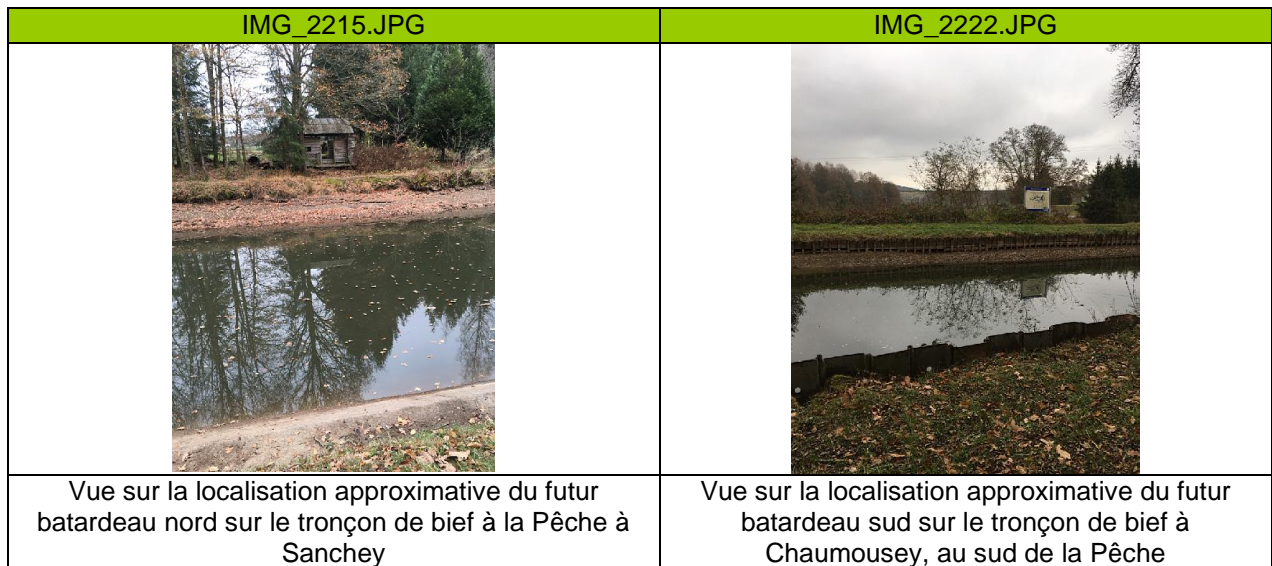 IMG_2215.JPG
IMG_2222.JPG
Vue sur la localisation approximative du futur
batardeau nord sur le tronçon de bief à la Pêche à
Sanchey
Vue sur la localisation approximative du futur
batardeau sud sur le tronçon de bief à
Chaumousey, au sud de la Pêche